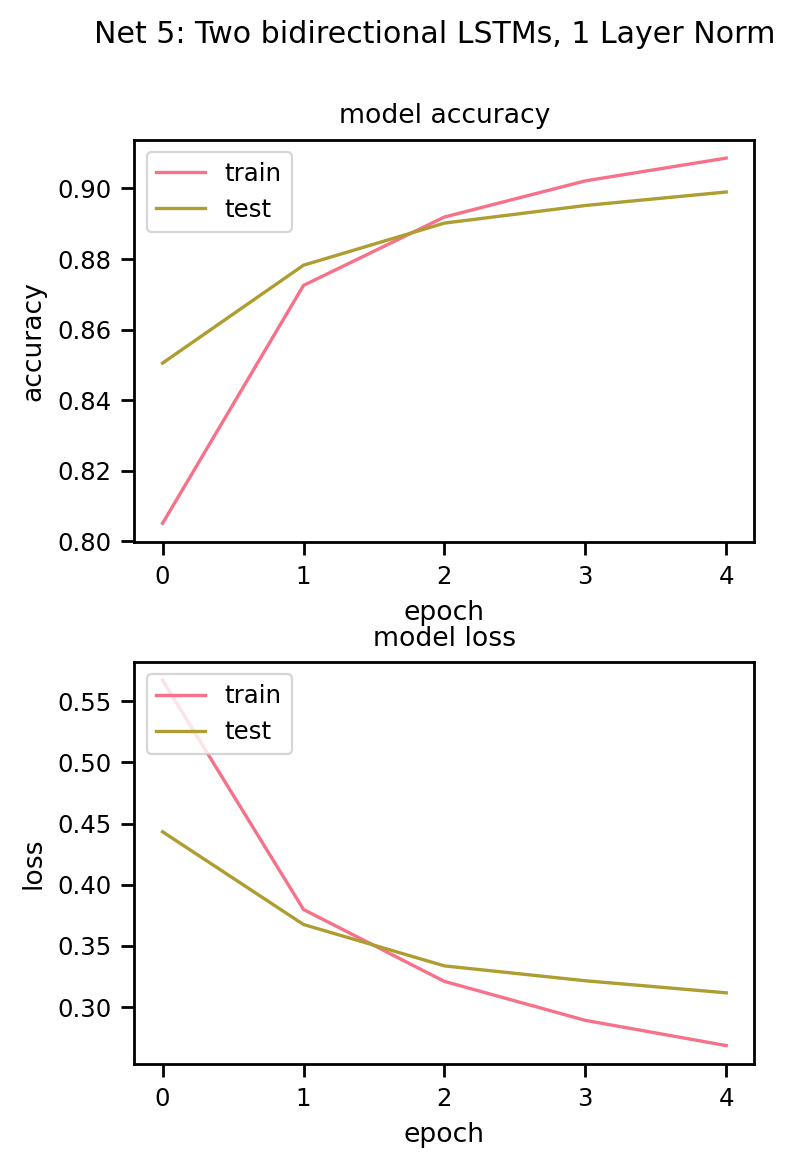 Net 5: Two bidirectional LSTMs, 1 Layer Norm
model accuracy
train
test
0.90
0.88
0.86
0.84
0.82
0.80
accuracy
0 1 2 3 4
epoch
model loss
train
test
0.55
0.50
0.45
0.40
0.35
0.30
loss
0 1 2 3 4
epoch